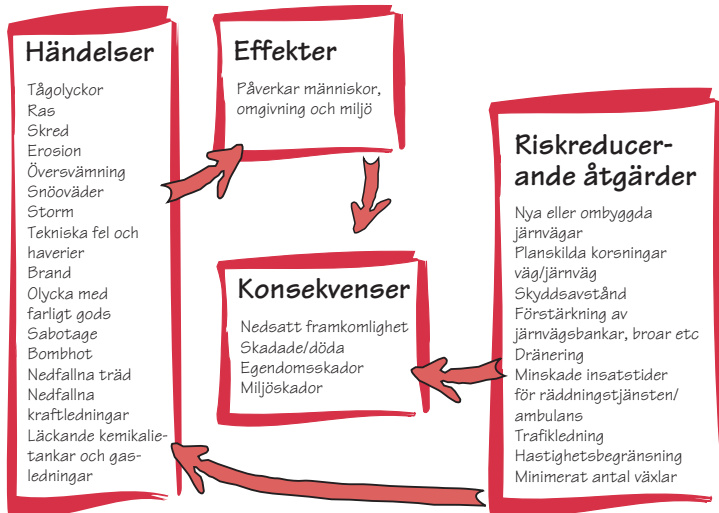 Händelser
Tågolyckor
Ras
Skred
Erosion
Översvämning
Snöoväder
Storm
Tekniska fel och
haverier
Brand
Olycka med
farligt gods
Sabotage
Bombhot
Nedfallna träd
Nedfallna
kraftledningar
Läckande kemikalie-
tankar och gas-
ledningar
Effekter
Påverkar människor,
omgivning och miljö
Konsekvenser
Nedsatt framkomlighet
Skadade/döda
Egendomsskador
Miljöskador
Riskreducer-
ande åtgärder
Nya eller ombyggda
järnvägar
Planskilda korsningar
väg/järnväg
Skyddsavstånd
Förstärkning av
järnvägsbankar, broar etc
Dränering
Minskade insatstider
för räddningstjänsten/
ambulans
Trafikledning
Hastighetsbegränsning
Minimerat antal växlar